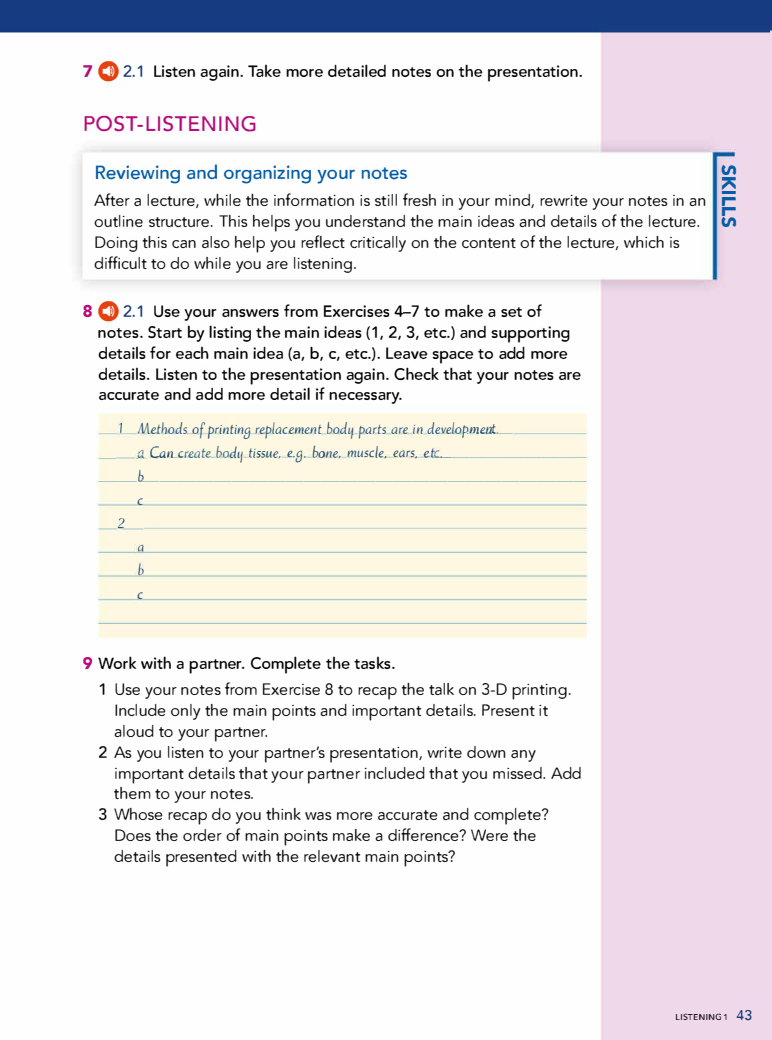 7 2.1 Listen again. Take more detailed notes on the presentation.
POST-LISTENING
Reviewing and organizing your notes
After a lecture, while the information is still fresh in your mind, rewrite your notes in an
outline structure. This helps you understand the main ideas and details of the lecture.
Doing this can also help you reflect critically on the content of the lecture, which is
difficult to do while you are listening.
SKILLS
8 2.1 Use your answers from Exercises 4–7 to make a set of
notes. Start by listing the main ideas (1, 2, 3, etc.) and supporting
details for each main idea (a, b, c, etc.). Leave space to add more
details. Listen to the presentation again. Check that your notes are
accurate and add more detail if necessary.
1 Methods of printing replacement body parts are in development.
a Can create body tissue, e.g. bone, muscle, ears, etc.
b
c
2
a
b
c
9 Work with a partner. Complete the tasks.
1 Use your notes from Exercise 8 to recap the talk on 3-D printing.
Include only the main points and important details. Present it
aloud to your partner.
2 As you listen to your partner's presentation, write down any
important details that your partner included that you missed. Add
them to your notes.
3 Whose recap do you think was more accurate and complete?
Does the order of main points make a difference? Were the
details presented with the relevant main points?
LISTENING 1 43